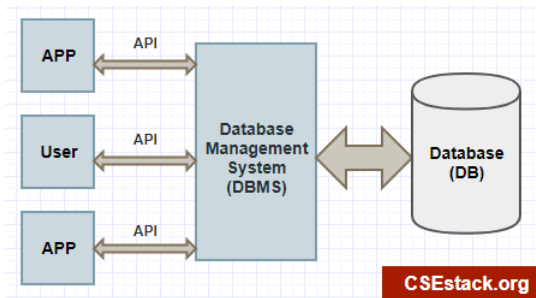 APP
API
User
API
APP
API
Database
Management
System
(DBMS)
Database
(DB)
CSEstack.org